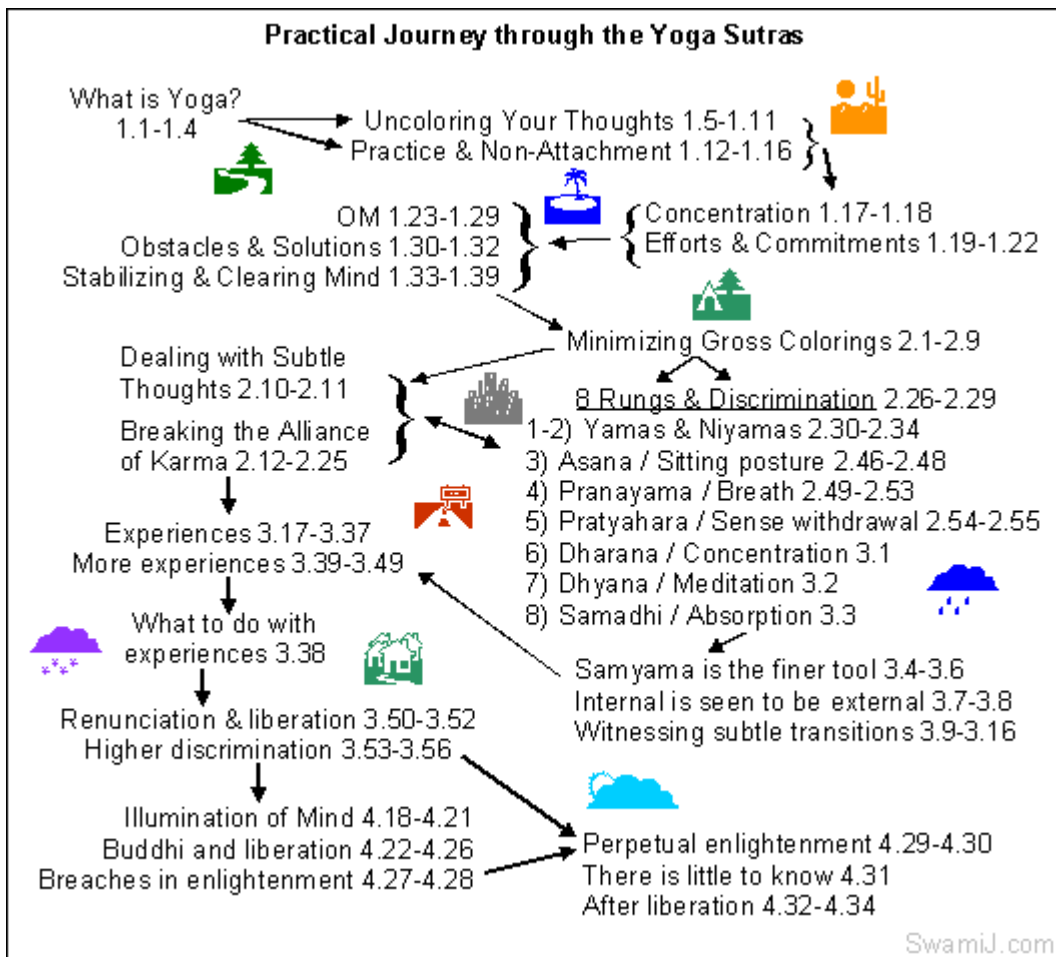 Practical Journey through the Yoga Sutras
What is Yoga?
1.1-1.4
Uncoloring Your Thoughts 1.5-1.11
Practice & Non-Attachment 1.12-1.16
Concentration 1.17-1.18
Efforts & Commitments 1.19-1.22
OM 1.23-1.29
Obstacles & Solutions 1.30-1.32
Stabilizing & Clearing Mind 1.33-1.39
Minimizing Gross Colorings 2.1-2.9
Dealing with Subtle
Thoughts 2.10-2.11
Breaking the Alliance
of Karma 2.12-2.25
8 Rungs & Discrimination 2.26-2.29
1-2) Yamas & Niyamas 2.30-2.34
3) Asana / Sitting posture 2.46-2.48
4) Pranayama / Breath 2.49-2.53
5) Pratyahara / Sense withdrawal 2.54-2.55
6) Dharana / Concentration 3.1
7) Dhyana / Meditation 3.2
8) Samadhi / Absorption 3.3
Samyama is the finer tool 3.4-3.6
Internal is seen to be external 3.7-3.8
Witnessing subtle transitions 3.9-3.16
Experiences 3.17-3.37
More experiences 3.39-3.49
What to do with
experiences 3.38
Renunciation & liberation 3.50-3.52
Higher discrimination 3.53-3.56
Illumination of Mind 4.18-4.21
Buddhi and liberation 4.22-4.26
Breaches in enlightenment 4.27-4.28
Perpetual enlightenment 4.29-4.30
There is little to know 4.31
After liberation 4.32-4.34
SwamiJ.com